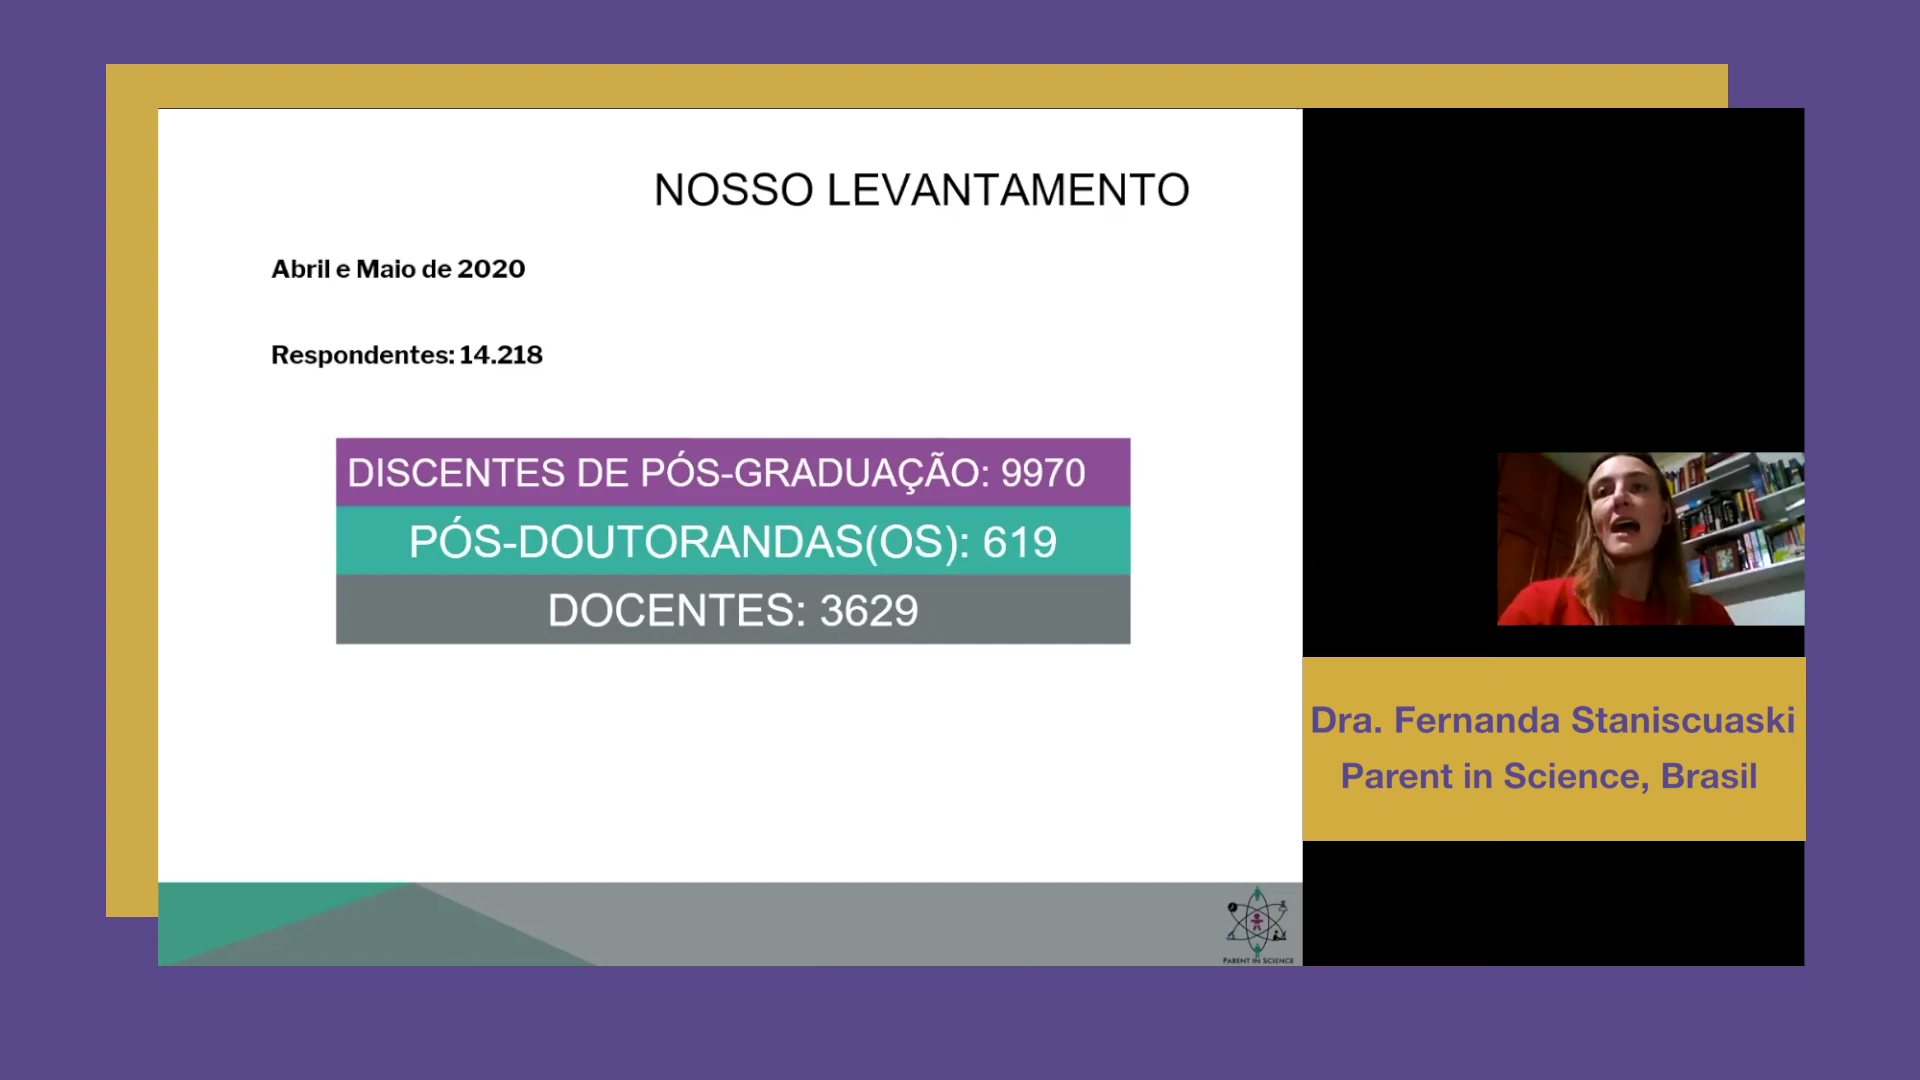 NOSSO LEVANTAMENTO
Abril e Maio de 2020
Respondentes: 14.218
DISCENTES DE PÓS-GRADUAÇÃO: 9970
PÓS-DOUTORANDAS(OS): 619
DOCENTES: 3629
PARENT IN SCIENCE
Dra. Fernanda Staniscuaski
Parent in Science, Brasil